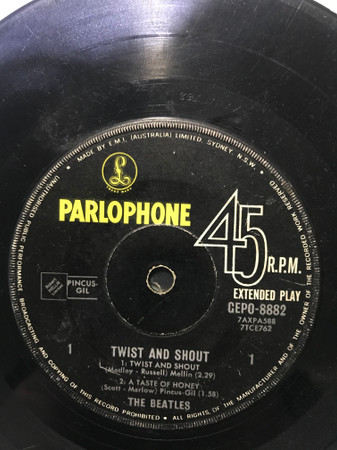 MADE BY E.M.I. (AUSTRALIA) LIMITED, SYDNEY, N.S.W.
UNAUTHORISED PUBLIC PERFORMANCE, BROADCASTING AND COPYING OF THIS RECORD PROHIBITED • ALL RIGHTS OF THE MANUFACTURER AND OF THE OWNER OF THE RECORDED WORK RESERVED
£
PARLOPHONE
45
R.P.M.
EXTENDED PLAY
GEPO-8882
7AXPA588
7TCE762
PINCUS-
GIL
1
1
TWIST AND SHOUT
1. TWIST AND SHOUT
(Medley - Russell) Mellin (2.29)
2. A TASTE OF HONEY
(Scott - Marlow) Pincus-Gil (1.58)
THE BEATLES